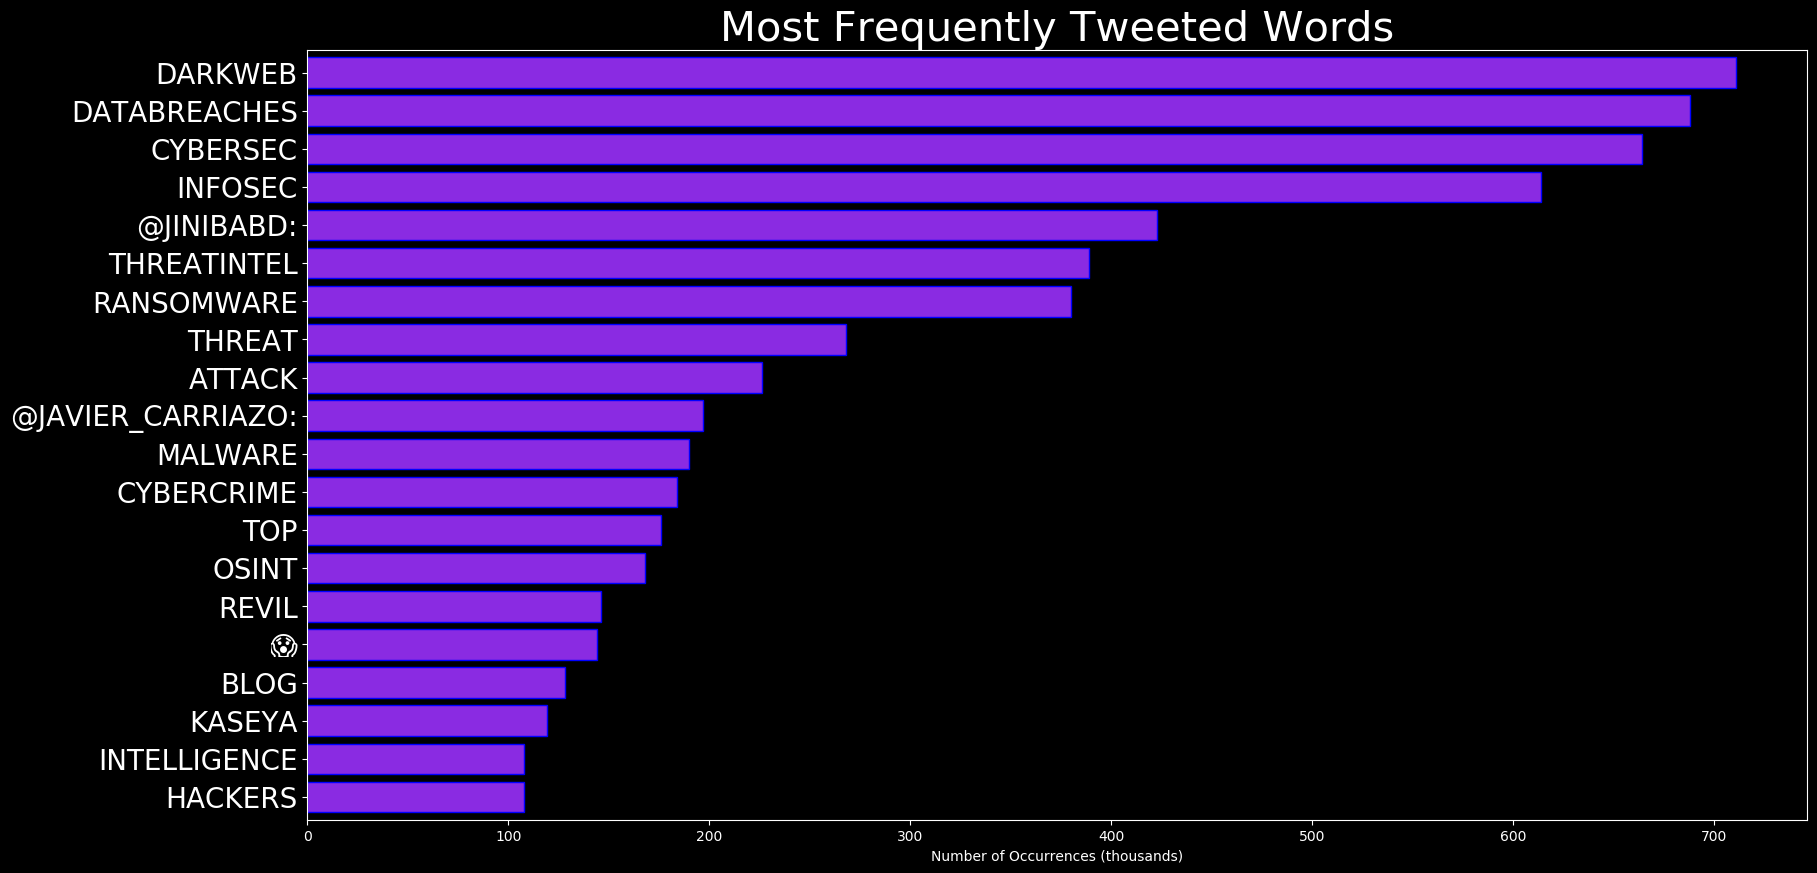 Most Frequently Tweeted Words
DARKWEB
DATABREACHES
CYBERSEC
INFOSEC
@JINIBABD:
THREATINTEL
RANSOMWARE
THREAT
ATTACK
@JAVIER_CARRIAZO:
MALWARE
CYBERCRIME
TOP
OSINT
REVIL
😱
BLOG
KASEYA
INTELLIGENCE
HACKERS
0 100 200 300 400 500 600 700
Number of Occurrences (thousands)